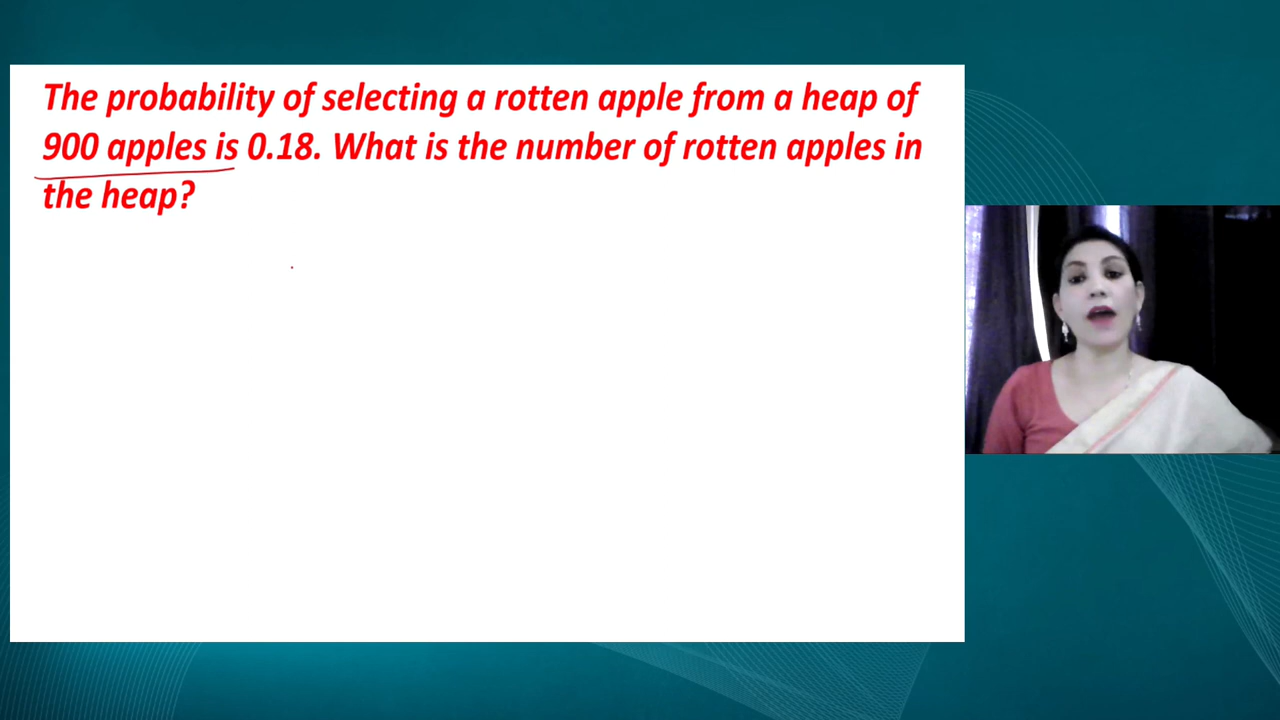 The probability of selecting a rotten apple from a heap of
900 apples is 0.18. What is the number of rotten apples in
the heap?